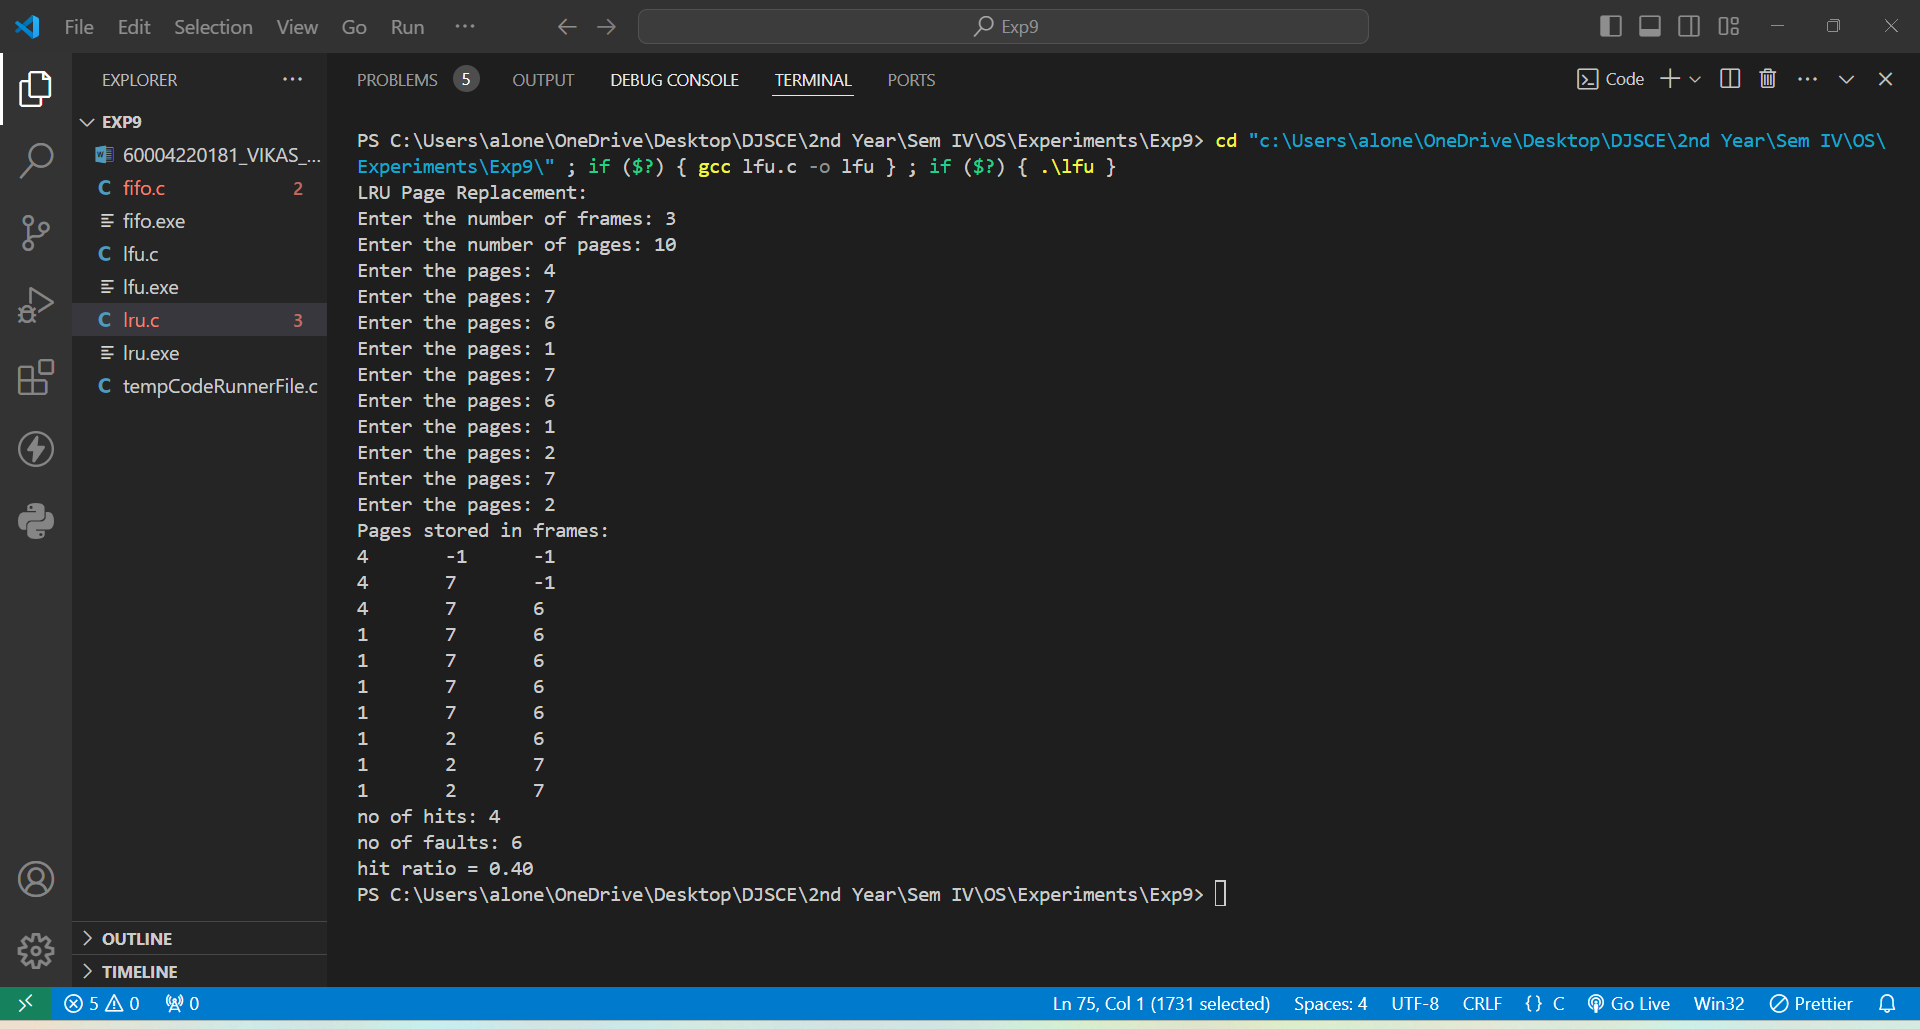 File Edit Selection View Go Run ··· Exp9
EXPLORER ···
EXP9
60004220181_VIKAS_...
fifo.c 2
fifo.exe
lfu.c
lfu.exe
lru.c 3
lru.exe
tempCodeRunnerFile.c
OUTLINE
TIMELINE
PROBLEMS 5 OUTPUT DEBUG CONSOLE TERMINAL PORTS Code
PS C:\Users\alone\OneDrive\Desktop\DJSCE\2nd Year\Sem IV\OS\Experiments\Exp9> cd "c:\Users\alone\OneDrive\Desktop\DJSCE\2nd Year\Sem IV\OS\
Experiments\Exp9\" ; if ($?) { gcc lfu.c -o lfu } ; if ($?) { .\lfu }
LRU Page Replacement:
Enter the number of frames: 3
Enter the number of pages: 10
Enter the pages: 4
Enter the pages: 7
Enter the pages: 6
Enter the pages: 1
Enter the pages: 7
Enter the pages: 6
Enter the pages: 1
Enter the pages: 2
Enter the pages: 7
Enter the pages: 2
Pages stored in frames:
4 -1 -1
4 7 -1
4 7 6
1 7 6
1 7 6
1 7 6
1 7 6
1 2 6
1 2 7
1 2 7
no of hits: 4
no of faults: 6
hit ratio = 0.40
PS C:\Users\alone\OneDrive\Desktop\DJSCE\2nd Year\Sem IV\OS\Experiments\Exp9>
5 0 0 Ln 75, Col 1 (1731 selected) Spaces: 4 UTF-8 CRLF {} C Go Live Win32 Prettier